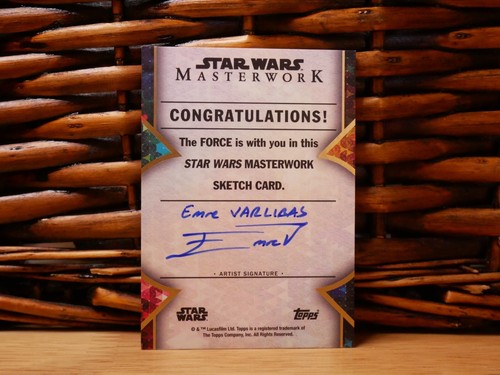 STAR WARS
MASTERWORK
CONGRATULATIONS!
The FORCE is with you in this
STAR WARS MASTERWORK
SKETCH CARD.
Emre VARLIBAS
EmreV
· ARTIST SIGNATURE ·
STAR WARS
Topps
© & ™ Lucasfilm Ltd. Topps is a registered trademark of
The Topps Company, Inc. All Rights Reserved.